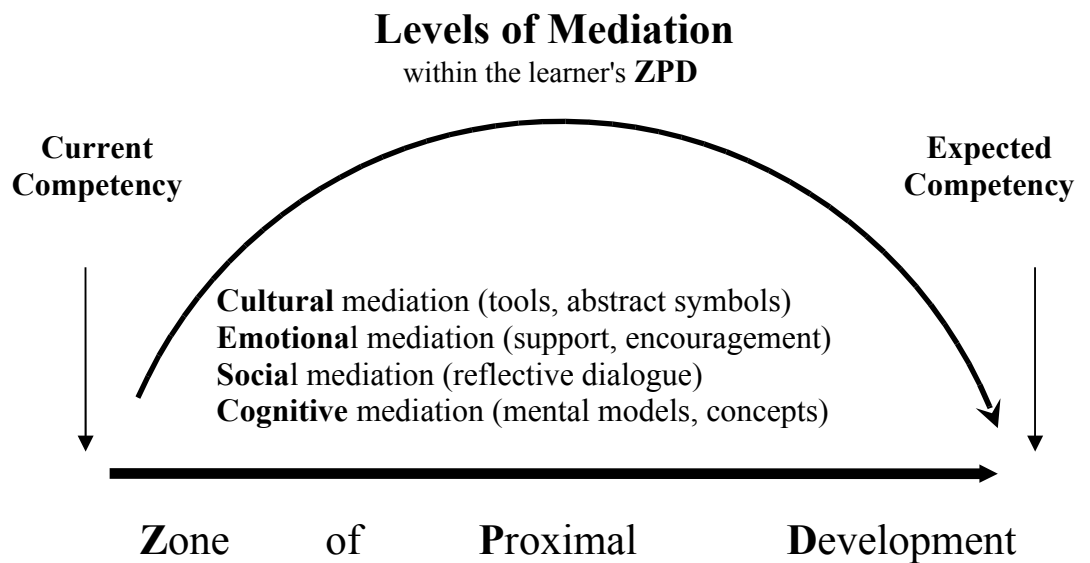 Levels of Mediation
within the learner's ZPD
Current
Competency
Expected
Competency
Cultural mediation (tools, abstract symbols)
Emotional mediation (support, encouragement)
Social mediation (reflective dialogue)
Cognitive mediation (mental models, concepts)
Zone of Proximal Development